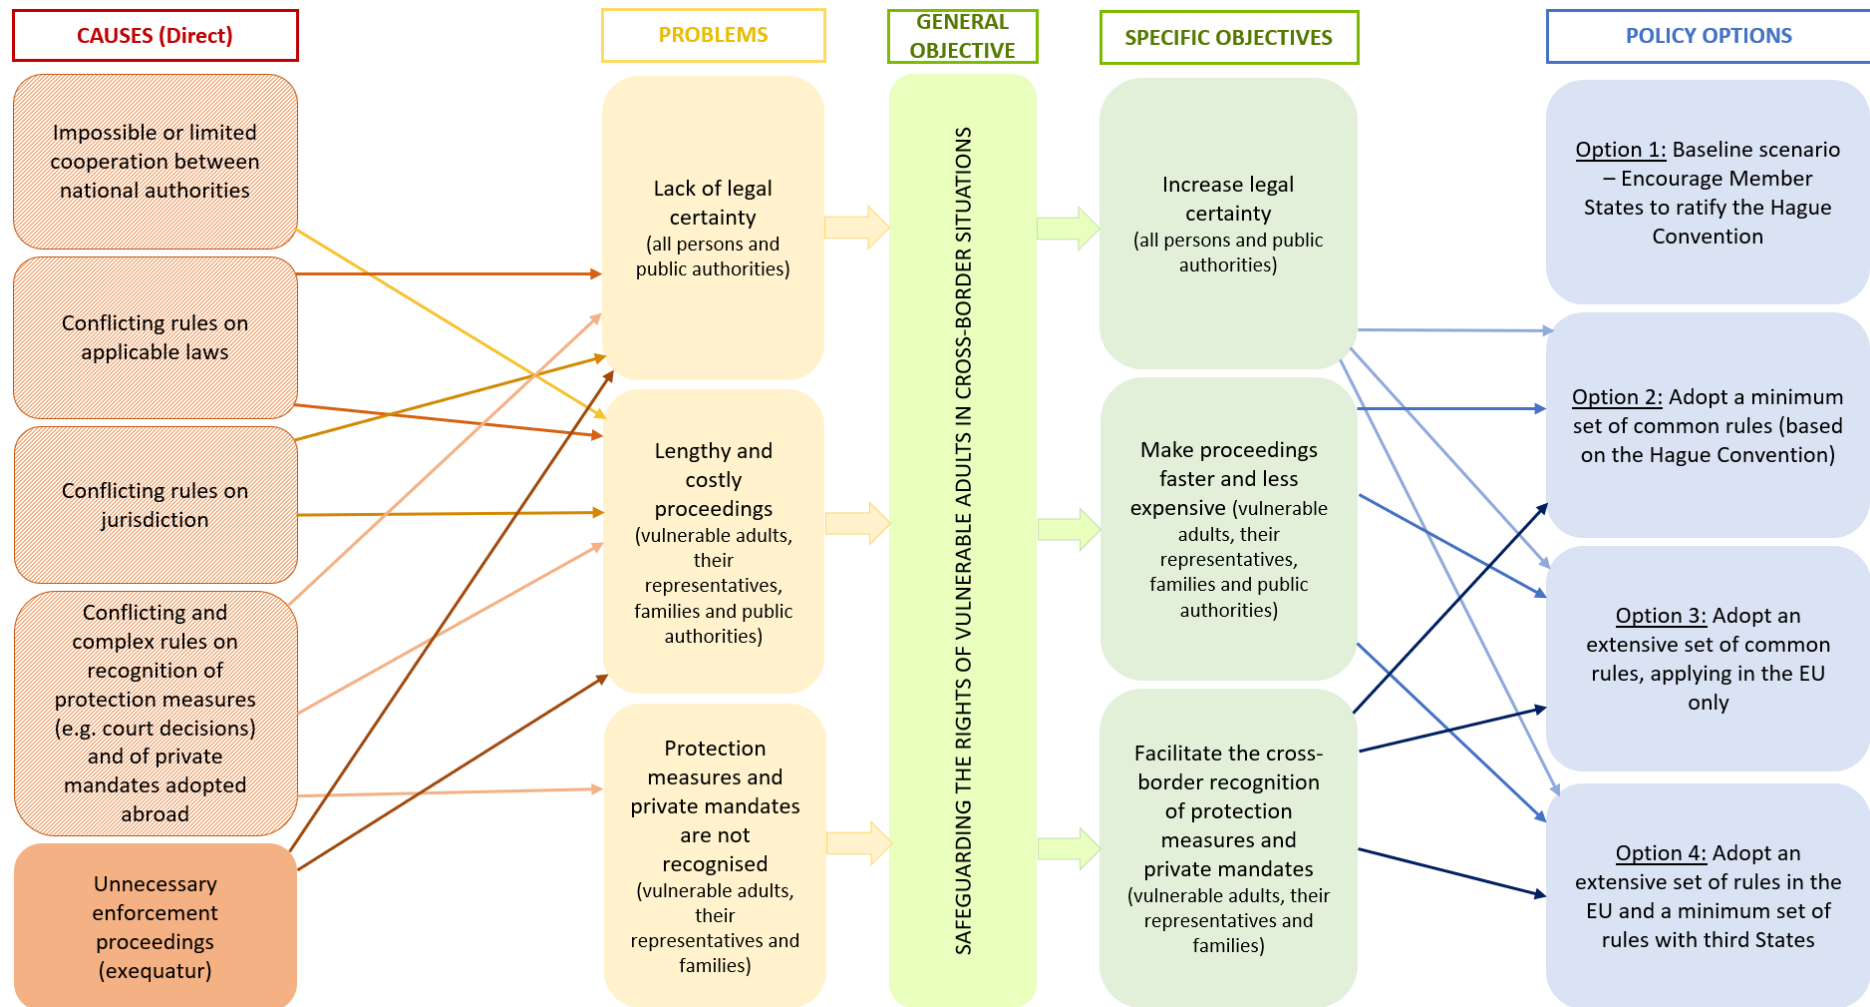 CAUSES (Direct)
Impossible or limited
cooperation between
national authorities
Conflicting rules on
applicable laws
Conflicting rules on
jurisdiction
Conflicting and
complex rules on
recognition of
protection measures
(e.g. court decisions)
and of private
mandates adopted
abroad
Unnecessary
enforcement
proceedings
(exequatur)
PROBLEMS
Lack of legal
certainty
(all persons and
public authorities)
Lengthy and
costly
proceedings
(vulnerable adults,
their
representatives,
families and public
authorities)
Protection
measures and
private mandates
are not
recognised
(vulnerable adults,
their
representatives and
families)
GENERAL
OBJECTIVE
SAFEGUARDING THE RIGHTS OF VULNERABLE ADULTS IN CROSS-BORDER SITUATIONS
SPECIFIC OBJECTIVES
Increase legal
certainty
(all persons and public
authorities)
Make proceedings
faster and less
expensive (vulnerable
adults, their
representatives,
families and public
authorities)
Facilitate the cross-
border recognition
of protection
measures and
private mandates
(vulnerable adults, their
representatives and
families)
POLICY OPTIONS
Option 1: Baseline scenario
– Encourage Member
States to ratify the Hague
Convention
Option 2: Adopt a minimum
set of common rules (based
on the Hague Convention)
Option 3: Adopt an
extensive set of common
rules, applying in the EU
only
Option 4: Adopt an
extensive set of rules in the
EU and a minimum set of
rules with third States